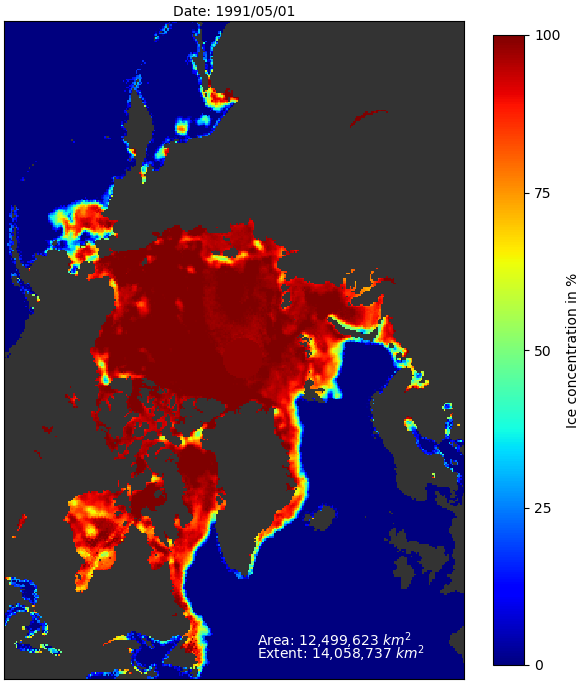 Date: 1991/05/01
100
75
50
25
0
Ice concentration in %
Area: 12,499,623 km²
Extent: 14,058,737 km²